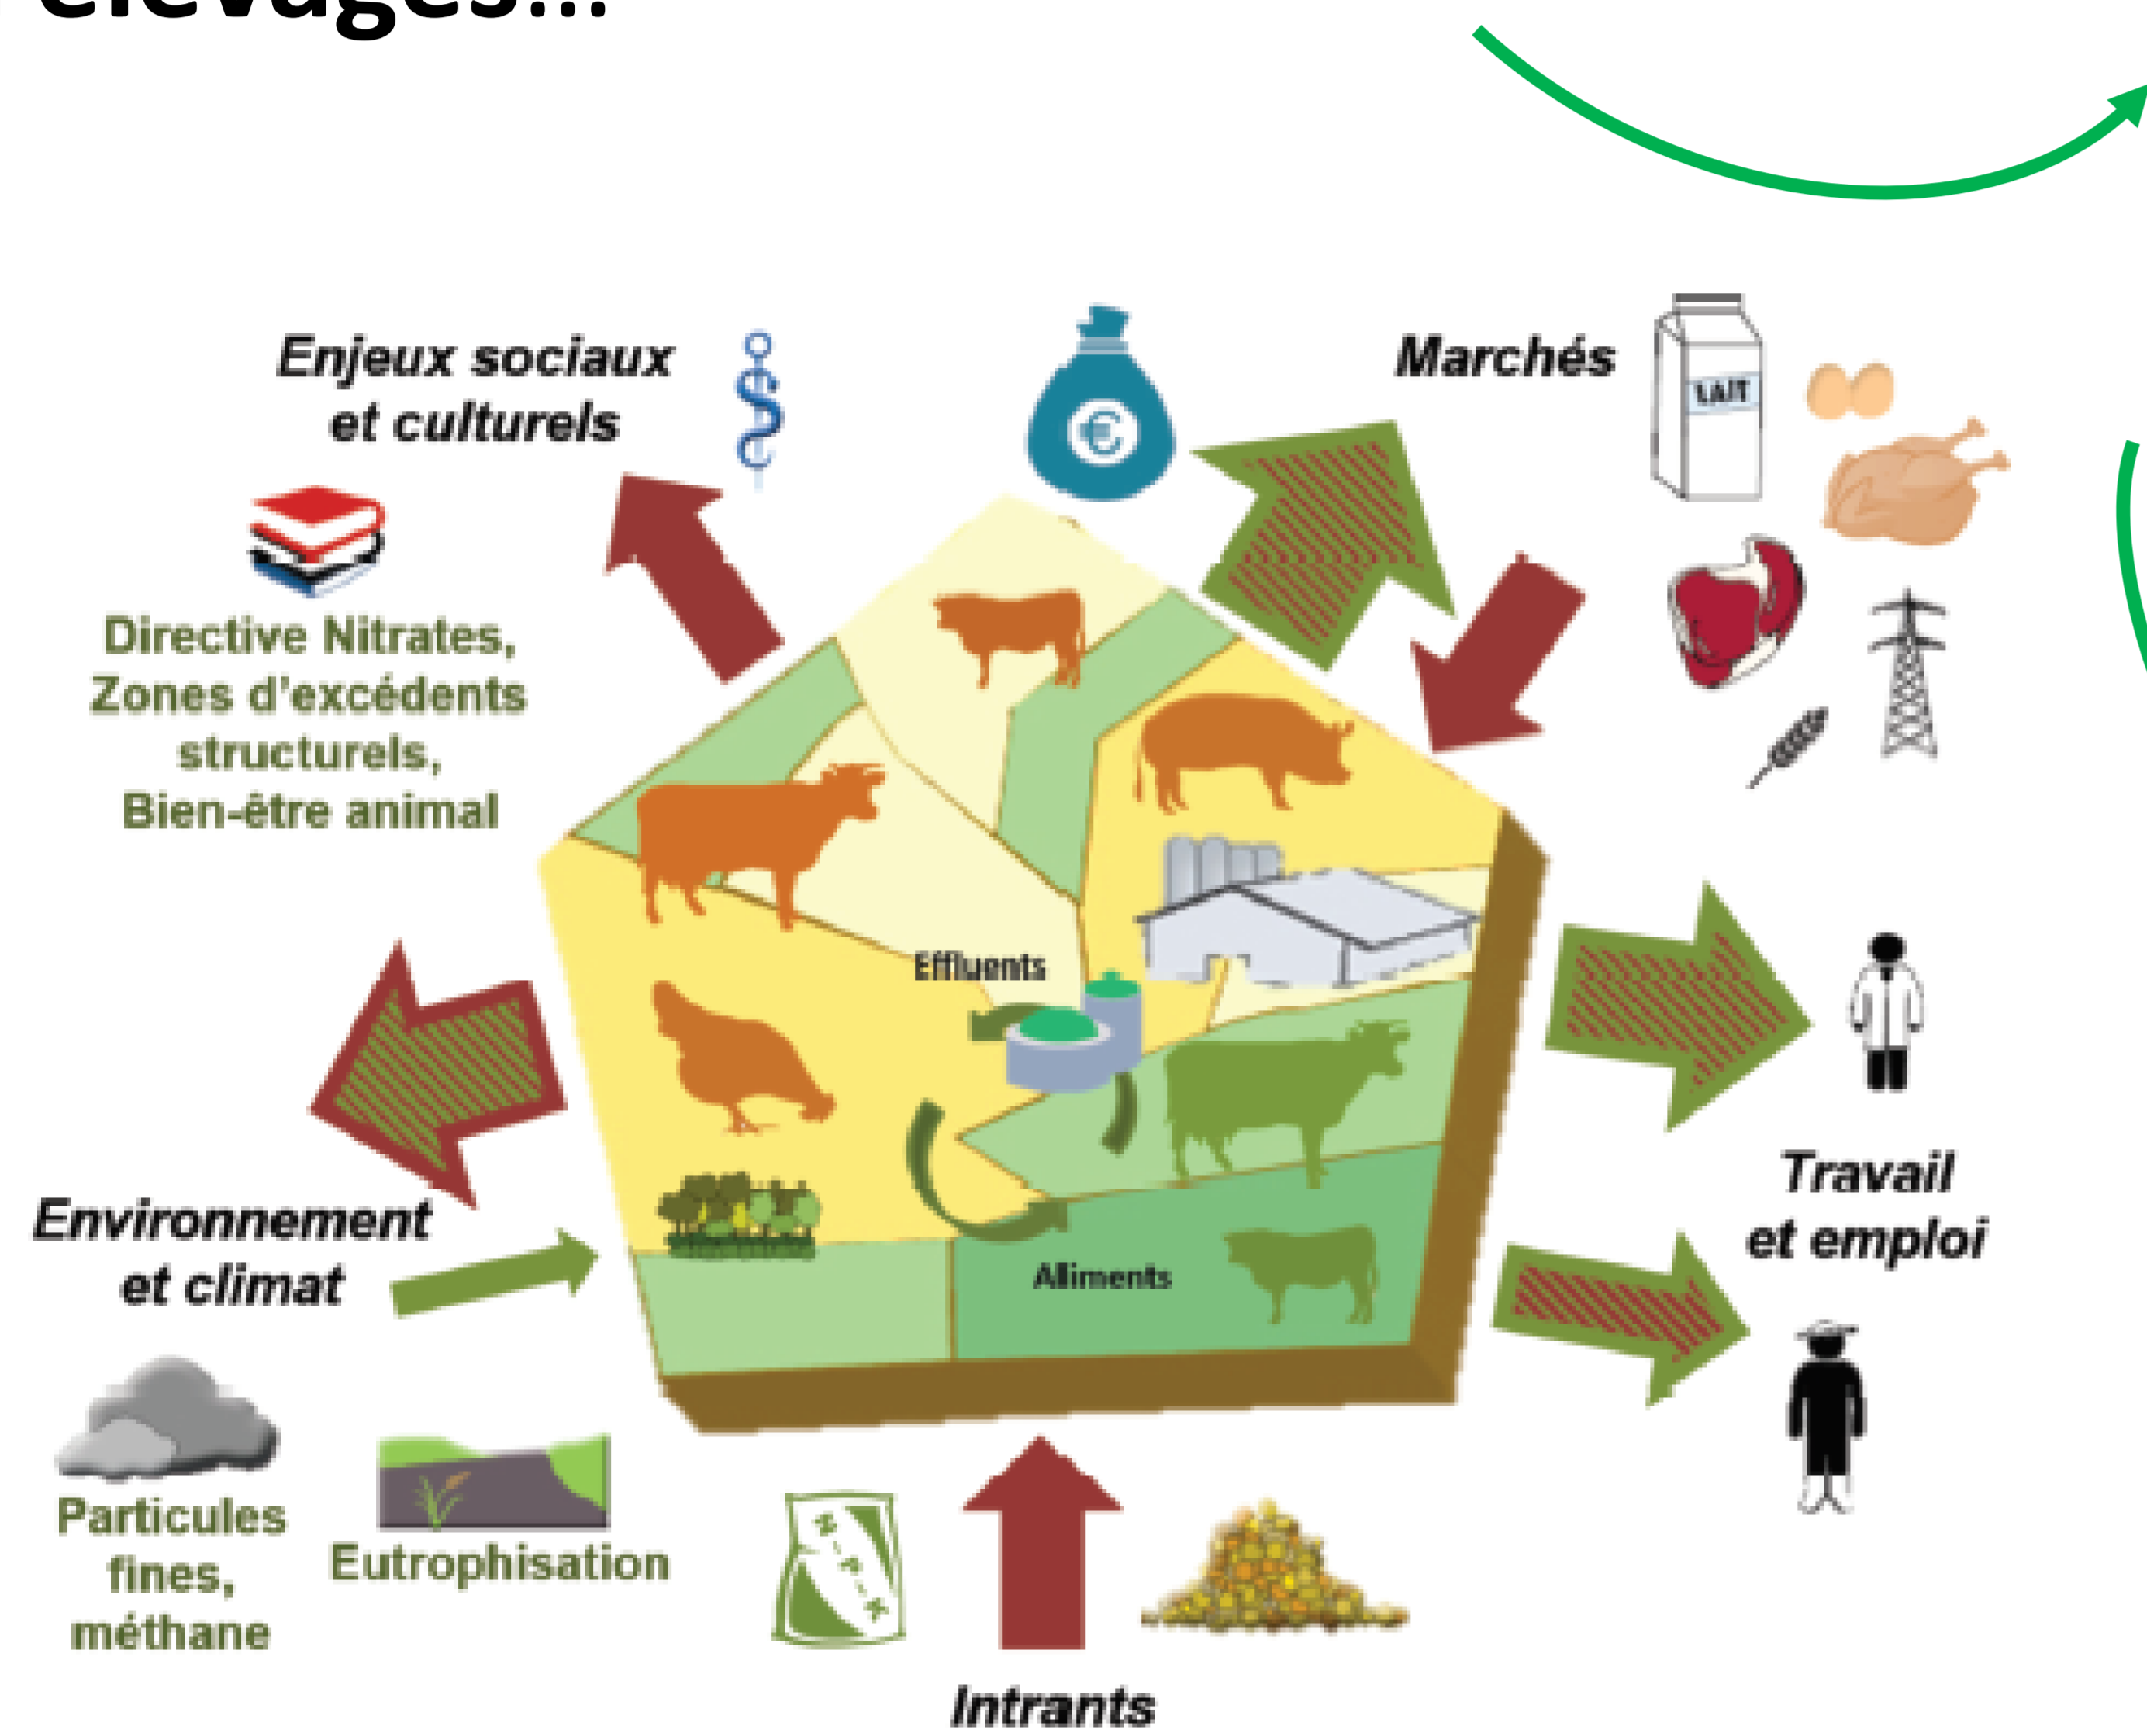 élevages...
Enjeux sociaux
et culturels
€
Marchés
LAIT
Directive Nitrates,
Zones d'excédents
structurels,
Bien-être animal
Effluents
Environnement
et climat
Travail
et emploi
Aliments
Particules
fines,
méthane
Eutrophisation
N-P-K
Intrants